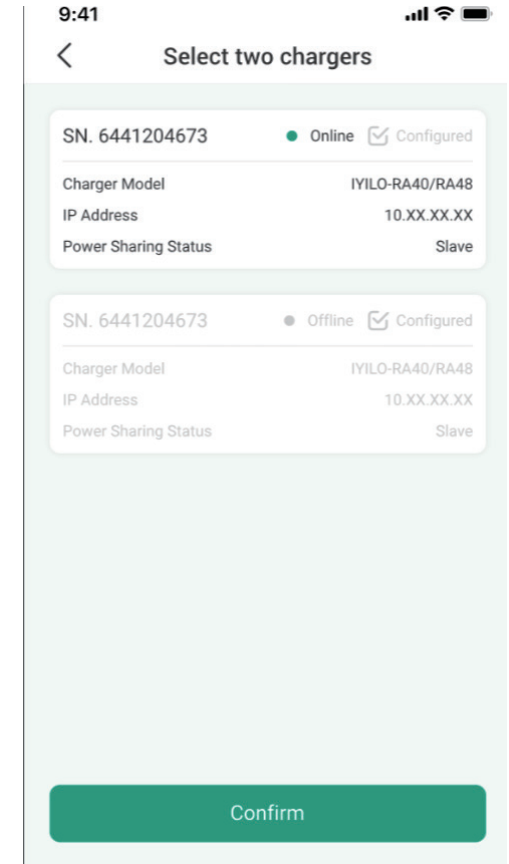 9:41
Select two chargers
SN. 6441204673 Online Configured
Charger Model IYILO-RA40/RA48
IP Address 10.XX.XX.XX
Power Sharing Status Slave
SN. 6441204673 Offline Configured
Charger Model IYILO-RA40/RA48
IP Address 10.XX.XX.XX
Power Sharing Status Slave
Confirm